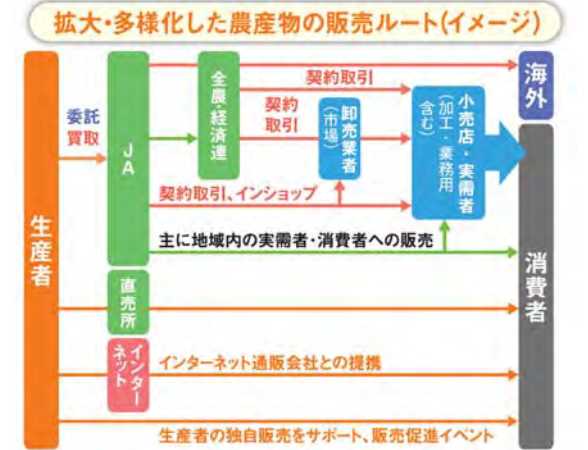 拡大・多様化した農産物の販売ルート(イメージ)
生産者
委託
買取
JA
全農・経済連
契約取引
契約
取引
卸売業者
(市場)
小売店・実需者
(加工・業務用
含む)
海外
消費者
契約取引、インショップ
主に地域内の実需者・消費者への販売
直売所
インター
ネット
インターネット通販会社との提携
生産者の独自販売をサポート、販売促進イベント